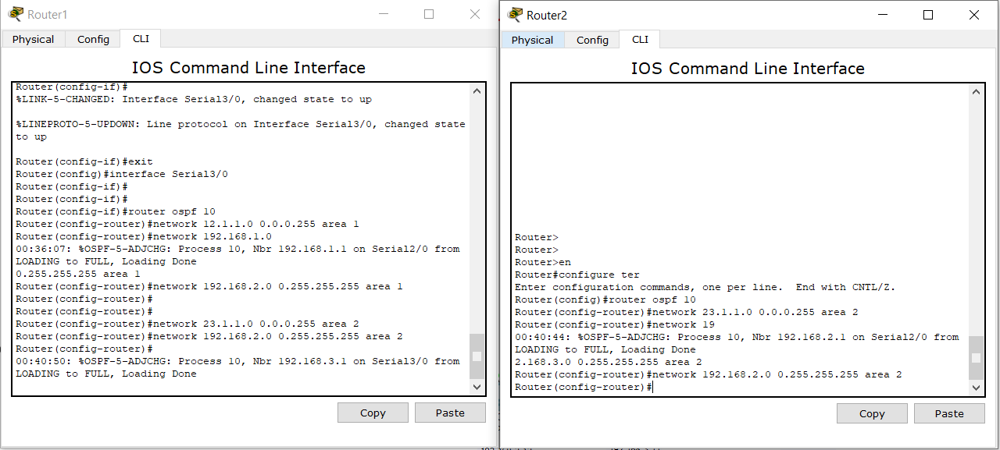 Router1
Physical Config CLI
IOS Command Line Interface
Router(config-if)#
%LINK-5-CHANGED: Interface Serial3/0, changed state to up
%LINEPROTO-5-UPDOWN: Line protocol on Interface Serial3/0, changed state
to up
Router(config-if)#exit
Router(config)#interface Serial3/0
Router(config-if)#
Router(config-if)#
Router(config-if)#router ospf 10
Router(config-router)#network 12.1.1.0 0.0.0.255 area 1
Router(config-router)#network 192.168.1.0
00:36:07: %OSPF-5-ADJCHG: Process 10, Nbr 192.168.1.1 on Serial2/0 from
LOADING to FULL, Loading Done
0.255.255.255 area 1
Router(config-router)#network 192.168.2.0 0.255.255.255 area 1
Router(config-router)#
Router(config-router)#
Router(config-router)#network 23.1.1.0 0.0.0.255 area 2
Router(config-router)#network 192.168.2.0 0.255.255.255 area 2
Router(config-router)#
00:40:50: %OSPF-5-ADJCHG: Process 10, Nbr 192.168.3.1 on Serial3/0 from
LOADING to FULL, Loading Done
Copy Paste
Router2
Physical Config CLI
IOS Command Line Interface
Router>
Router>
Router>en
Router#configure ter
Enter configuration commands, one per line.  End with CNTL/Z.
Router(config)#router ospf 10
Router(config-router)#network 23.1.1.0 0.0.0.255 area 2
Router(config-router)#network 19
00:40:44: %OSPF-5-ADJCHG: Process 10, Nbr 192.168.2.1 on Serial2/0 from
LOADING to FULL, Loading Done
2.168.3.0 0.255.255.255 area 2
Router(config-router)#network 192.168.2.0 0.255.255.255 area 2
Router(config-router)#
Copy Paste